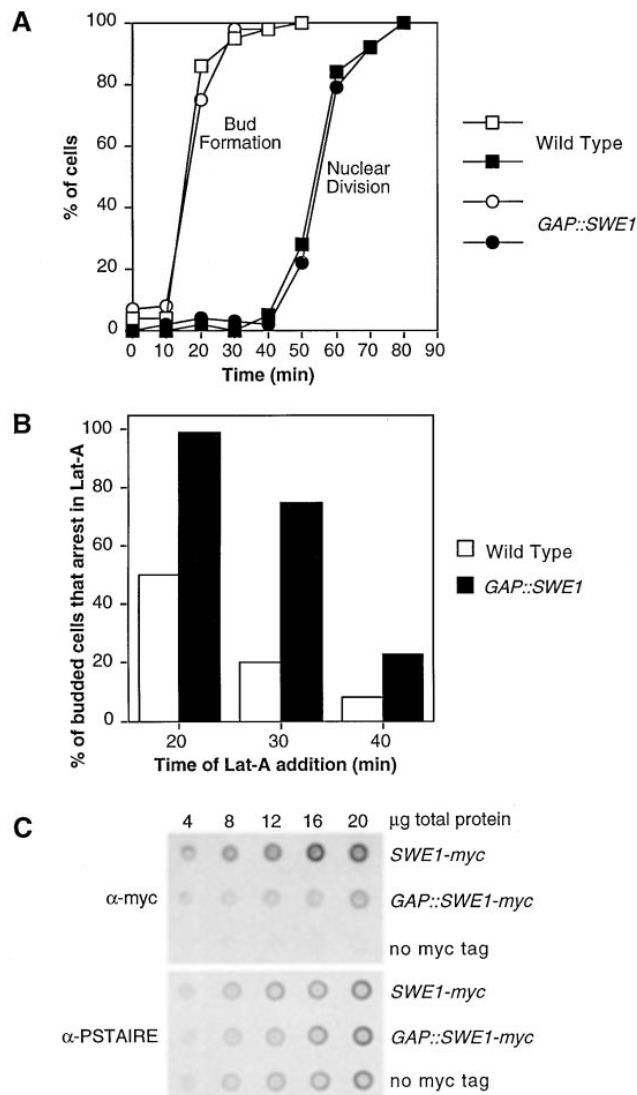 A
100
80
60
40
20
0
% of cells
Bud
Formation
Nuclear
Division
0 10 20 30 40 50 60 70 80 90
Time (min)
Wild Type
GAP::SWE1
B
100
80
60
40
20
0
% of budded cells that arrest in Lat-A
20 30 40
Time of Lat-A addition (min)
Wild Type
GAP::SWE1
C
4 8 12 16 20 μg total protein
α-myc
SWE1-myc
GAP::SWE1-myc
no myc tag
α-PSTAIRE
SWE1-myc
GAP::SWE1-myc
no myc tag